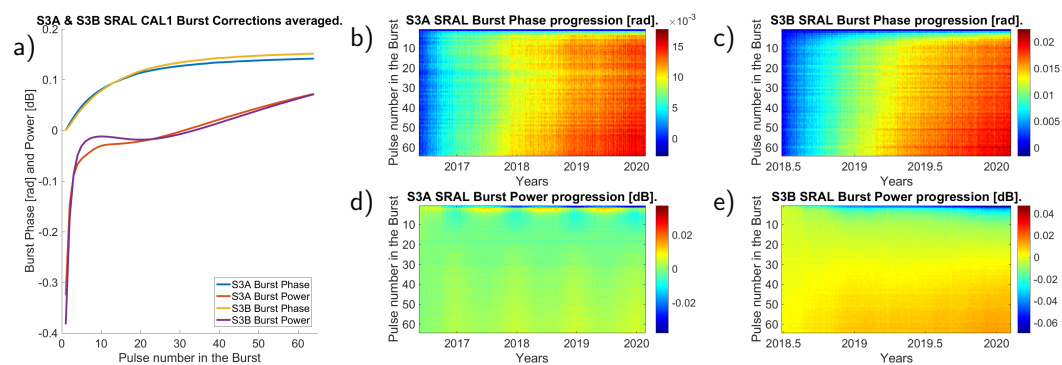 a)
S3A & S3B SRAL CAL1 Burst Corrections averaged.
Burst Phase [rad] and Power [dB]
0.2
0.1
0
-0.1
-0.2
-0.3
-0.4
0 10 20 30 40 50 60
Pulse number in the Burst
S3A Burst Phase
S3A Burst Power
S3B Burst Phase
S3B Burst Power
b)
S3A SRAL Burst Phase progression [rad].
×10⁻³
Pulse number in the Burst
10
20
30
40
50
60
2017 2018 2019 2020
Years
15
10
5
0
c)
S3B SRAL Burst Phase progression [rad].
Pulse number in the Burst
10
20
30
40
50
60
2018.5 2019 2019.5 2020
Years
0.02
0.015
0.01
0.005
0
d)
S3A SRAL Burst Power progression [dB].
Pulse number in the Burst
10
20
30
40
50
60
2017 2018 2019 2020
Years
0.02
0
-0.02
e)
S3B SRAL Burst Power progression [dB].
Pulse number in the Burst
10
20
30
40
50
60
2018.5 2019 2019.5 2020
Years
0.04
0.02
0
-0.02
-0.04
-0.06